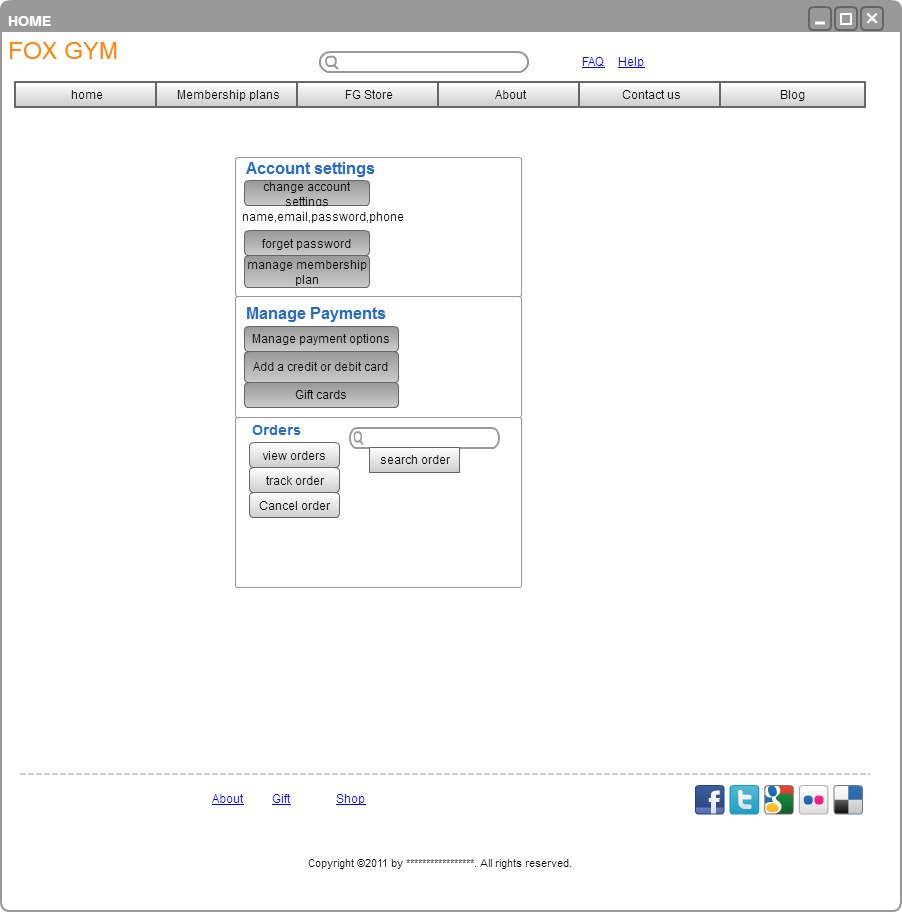 HOME
FOX GYM
FAQ Help
home Membership plans FG Store About Contact us Blog
Account settings
change account
settings
name,email,password,phone
forget password
manage membership
plan
Manage Payments
Manage payment options
Add a credit or debit card
Gift cards
Orders
view orders
search order
track order
Cancel order
About Gift Shop
Copyright ©2011 by *****************. All rights reserved.